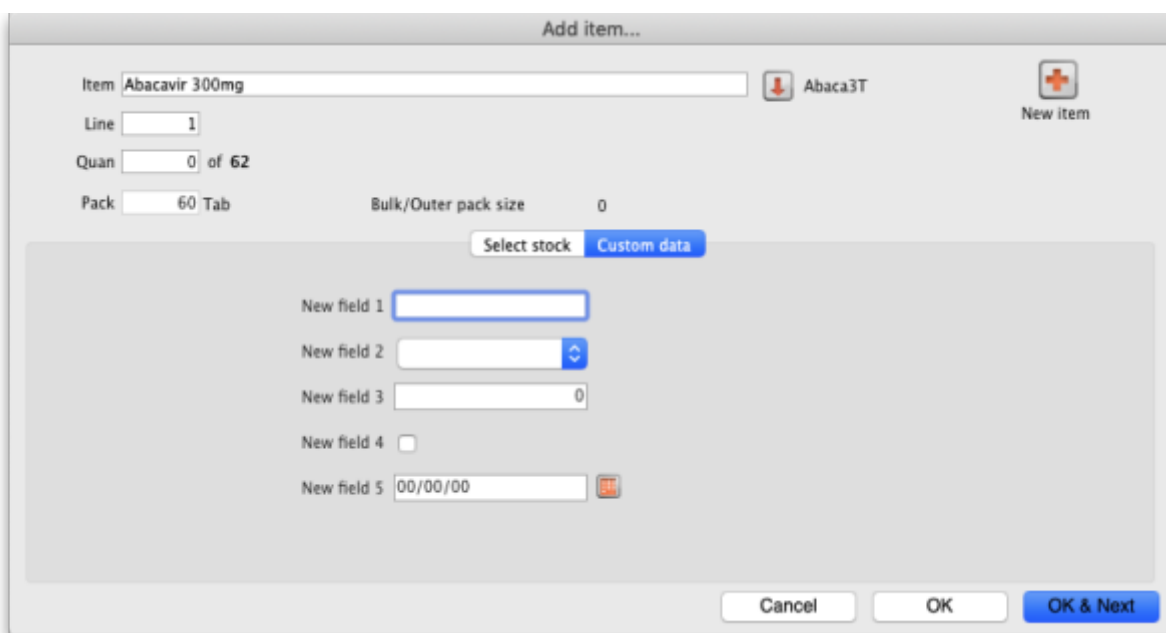 Add item...
Item Abacavir 300mg Abaca3T
New item
Line 1
Quan 0 of 62
Pack 60 Tab Bulk/Outer pack size 0
Select stock Custom data
New field 1
New field 2
New field 3 0
New field 4
New field 5 00/00/00
Cancel OK OK & Next